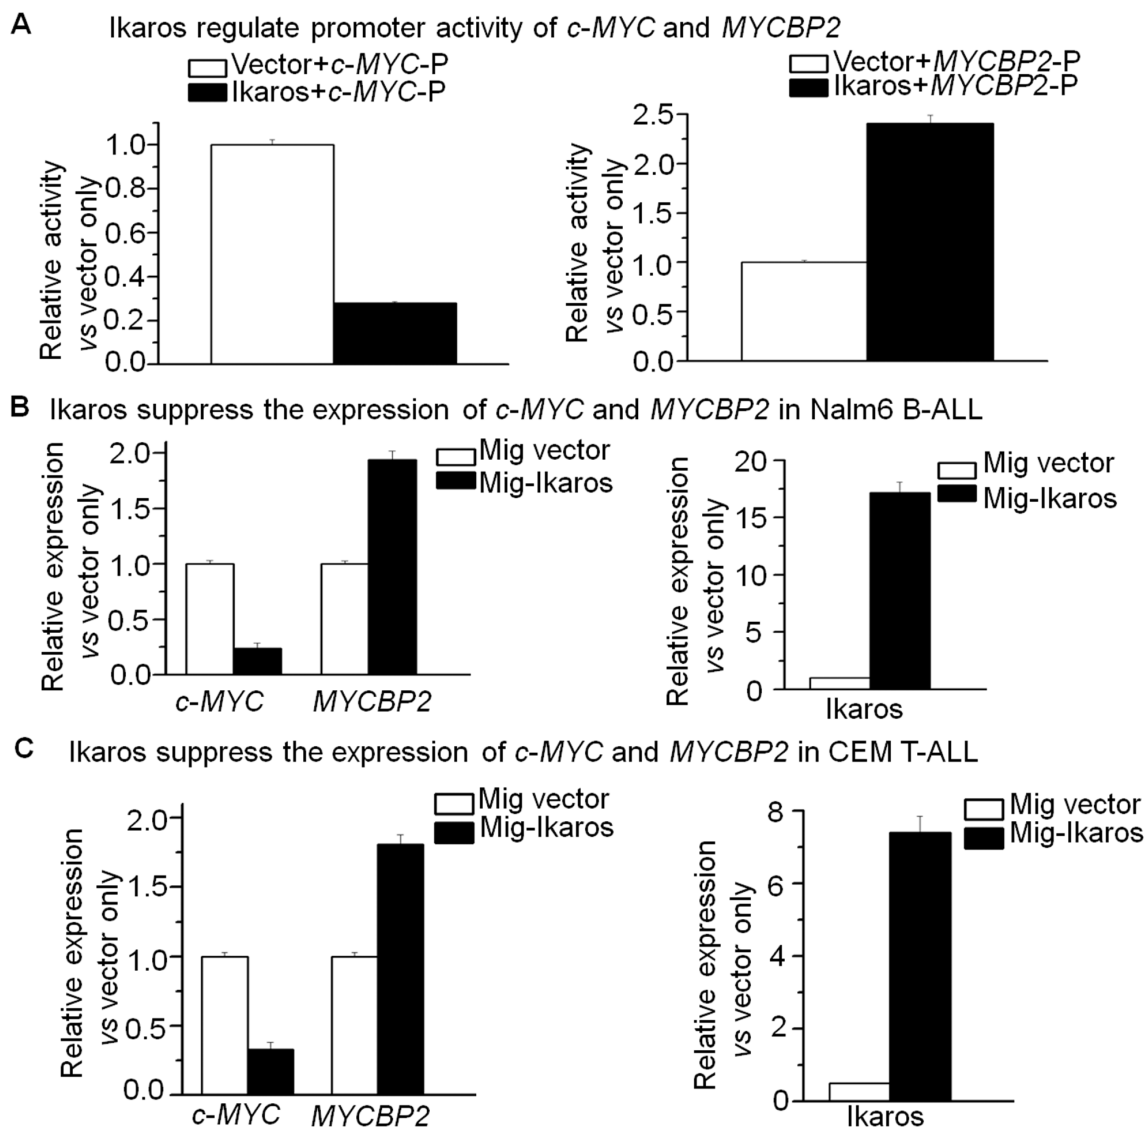 A Ikaros regulate promoter activity of c-MYC and MYCBP2
Vector+c-MYC-P
Ikaros+c-MYC-P
Relative activity
vs vector only
1.0
0.8
0.6
0.4
0.2
0.0
Vector+MYCBP2-P
Ikaros+MYCBP2-P
Relative activity
vs vector only
2.5
2.0
1.5
1.0
0.5
0.0
B Ikaros suppress the expression of c-MYC and MYCBP2 in Nalm6 B-ALL
Mig vector
Mig-Ikaros
Relative expression
vs vector only
2.0
1.5
1.0
0.5
0.0
c-MYC MYCBP2
Mig vector
Mig-Ikaros
Relative expression
vs vector only
20
15
10
5
0
Ikaros
C Ikaros suppress the expression of c-MYC and MYCBP2 in CEM T-ALL
Mig vector
Mig-Ikaros
Relative expression
vs vector only
2.0
1.5
1.0
0.5
0.0
c-MYC MYCBP2
Mig vector
Mig-Ikaros
Relative expression
vs vector only
8
6
4
2
0
Ikaros